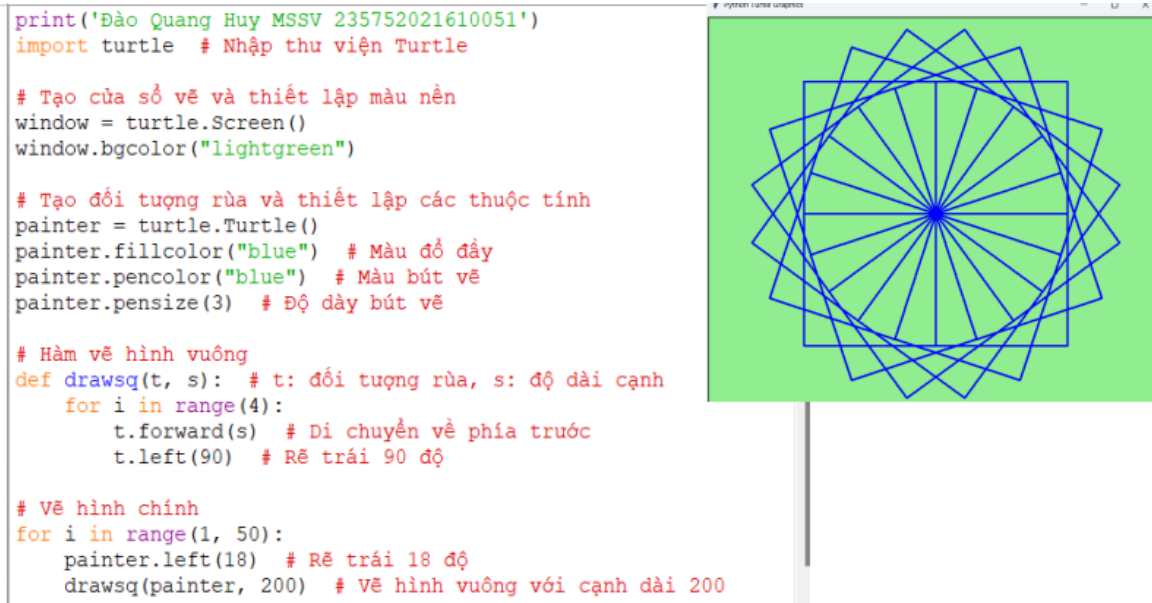 print('Đào Quang Huy MSSV 235752021610051')
import turtle  # Nhập thư viện Turtle
# Tạo cửa sổ vẽ và thiết lập màu nền
window = turtle.Screen()
window.bgcolor("lightgreen")
# Tạo đối tượng rùa và thiết lập các thuộc tính
painter = turtle.Turtle()
painter.fillcolor("blue")  # Màu đổ đầy
painter.pencolor("blue")  # Màu bút vẽ
painter.pensize(3)  # Độ dày bút vẽ
# Hàm vẽ hình vuông
def drawsq(t, s):  # t: đối tượng rùa, s: độ dài cạnh
    for i in range(4):
        t.forward(s)  # Di chuyển về phía trước
        t.left(90)  # Rẽ trái 90 độ
# Vẽ hình chính
for i in range(1, 50):
    painter.left(18)  # Rẽ trái 18 độ
    drawsq(painter, 200)  # Vẽ hình vuông với cạnh dài 200
Python Turtle Graphics